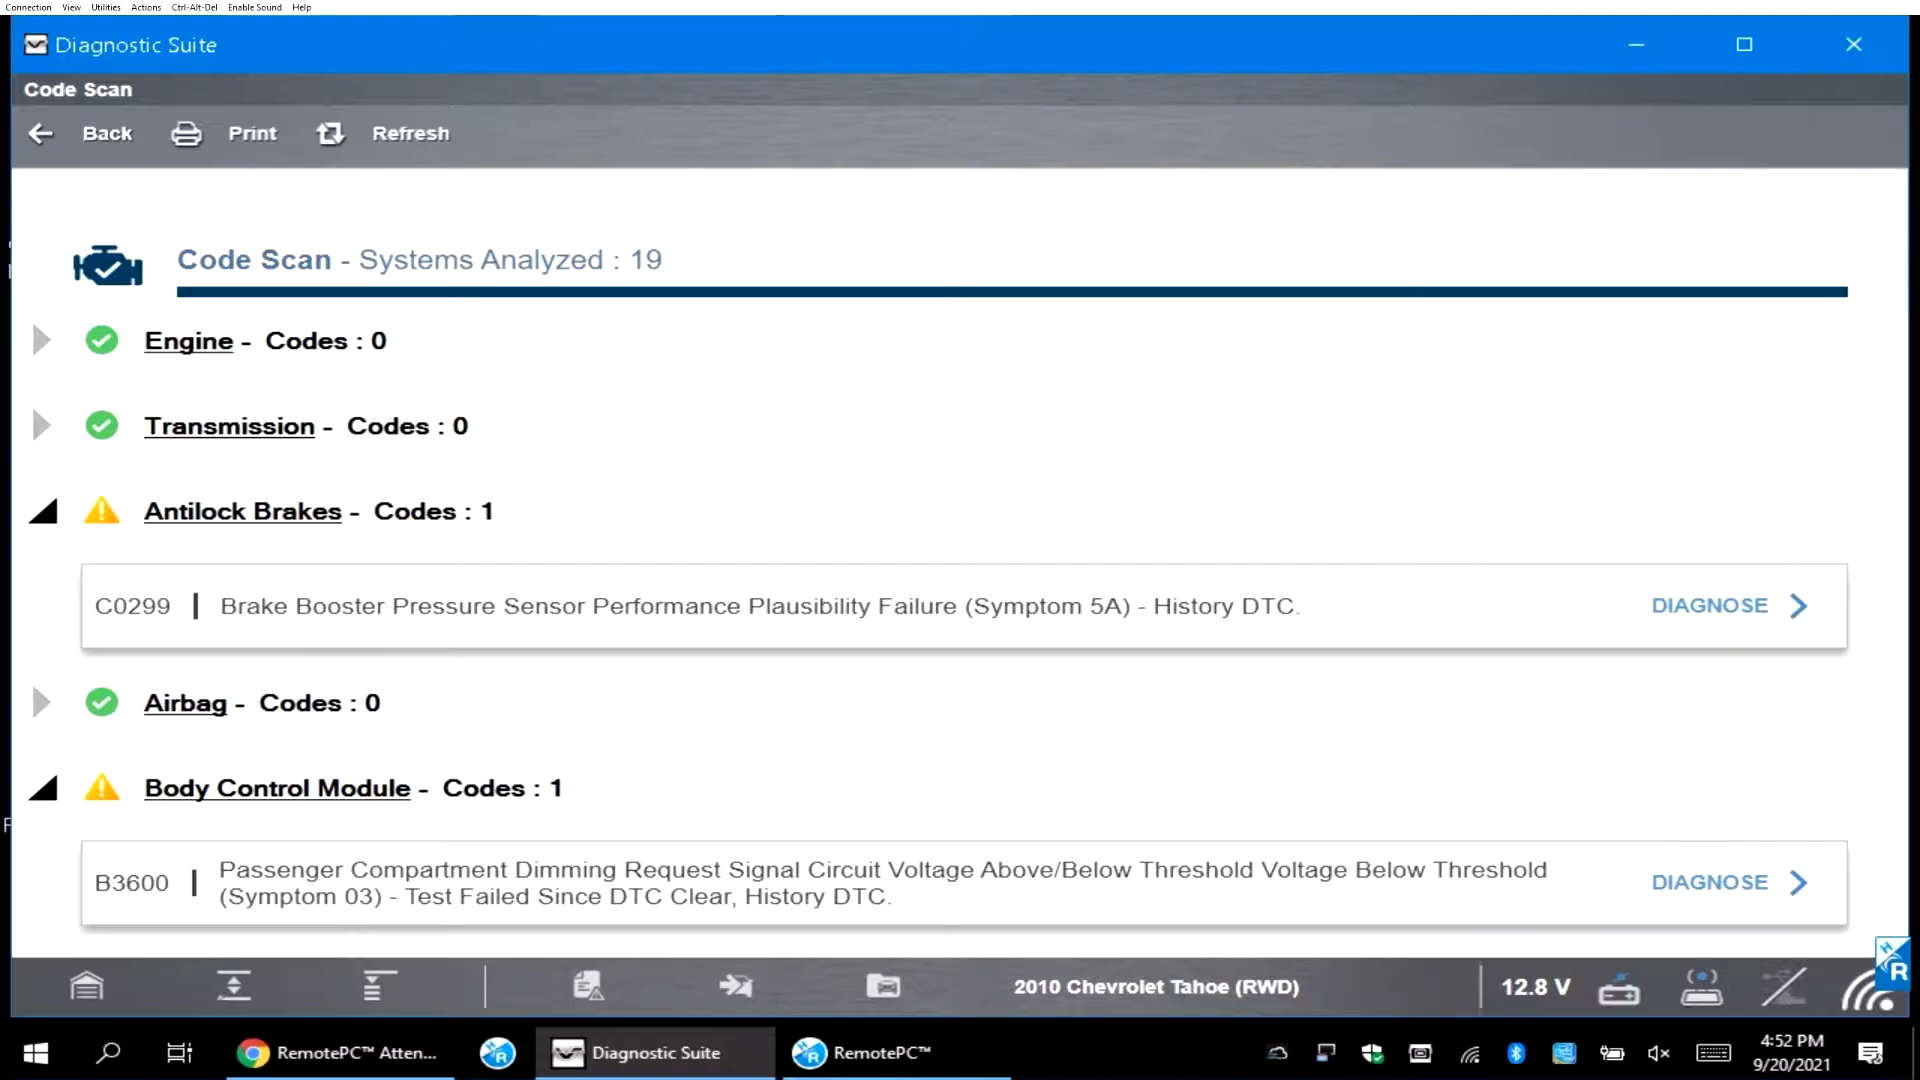 Connection View Utilities Actions Ctrl-Alt-Del Enable Sound Help
Diagnostic Suite
Code Scan
Back Print Refresh
Code Scan - Systems Analyzed : 19
Engine - Codes : 0
Transmission - Codes : 0
Antilock Brakes - Codes : 1
C0299 | Brake Booster Pressure Sensor Performance Plausibility Failure (Symptom 5A) - History DTC. DIAGNOSE
Airbag - Codes : 0
Body Control Module - Codes : 1
B3600 | Passenger Compartment Dimming Request Signal Circuit Voltage Above/Below Threshold Voltage Below Threshold
(Symptom 03) - Test Failed Since DTC Clear, History DTC.
DIAGNOSE
2010 Chevrolet Tahoe (RWD) 12.8 V
RemotePC™ Atten... Diagnostic Suite RemotePC™
4:52 PM
9/20/2021